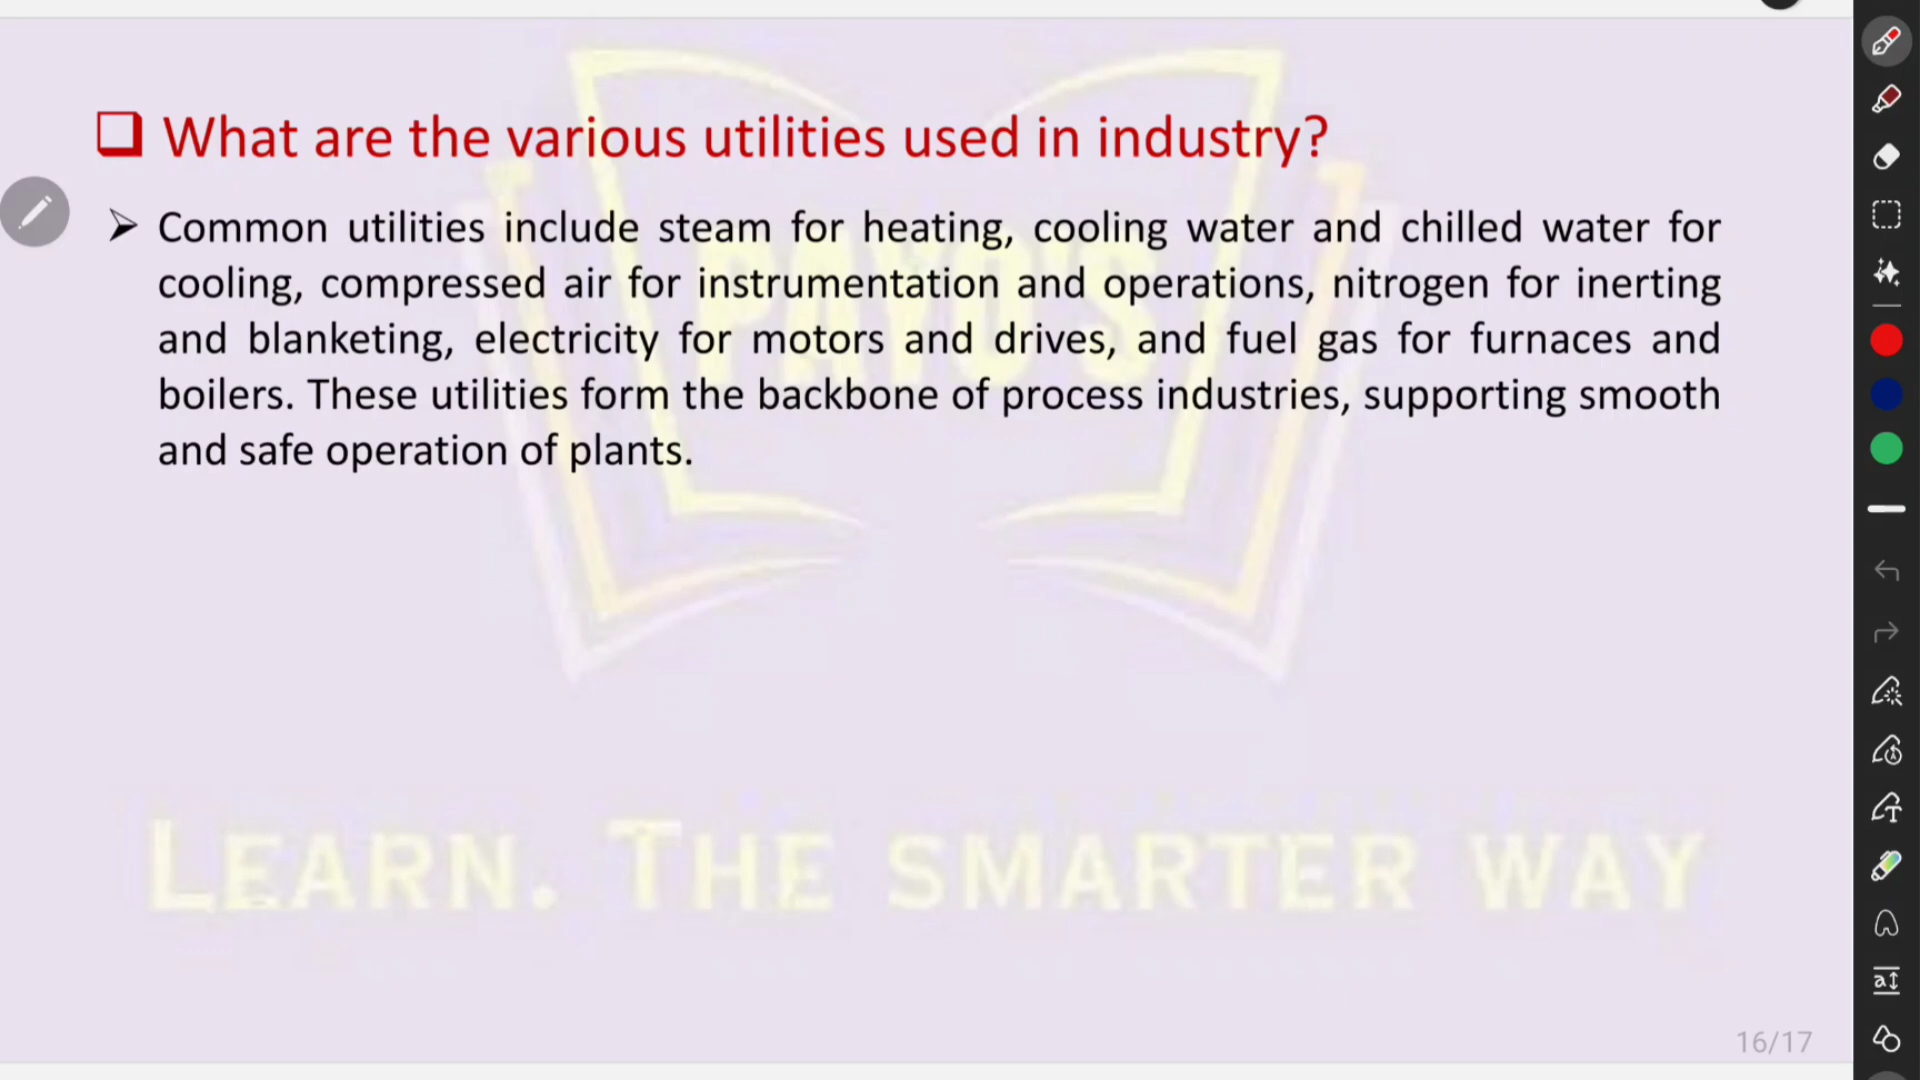 What are the various utilities used in industry?
Common utilities include steam for heating, cooling water and chilled water for
cooling, compressed air for instrumentation and operations, nitrogen for inerting
and blanketing, electricity for motors and drives, and fuel gas for furnaces and
boilers. These utilities form the backbone of process industries, supporting smooth
and safe operation of plants.
PAYO'S
LEARN. THE SMARTER WAY
16/17